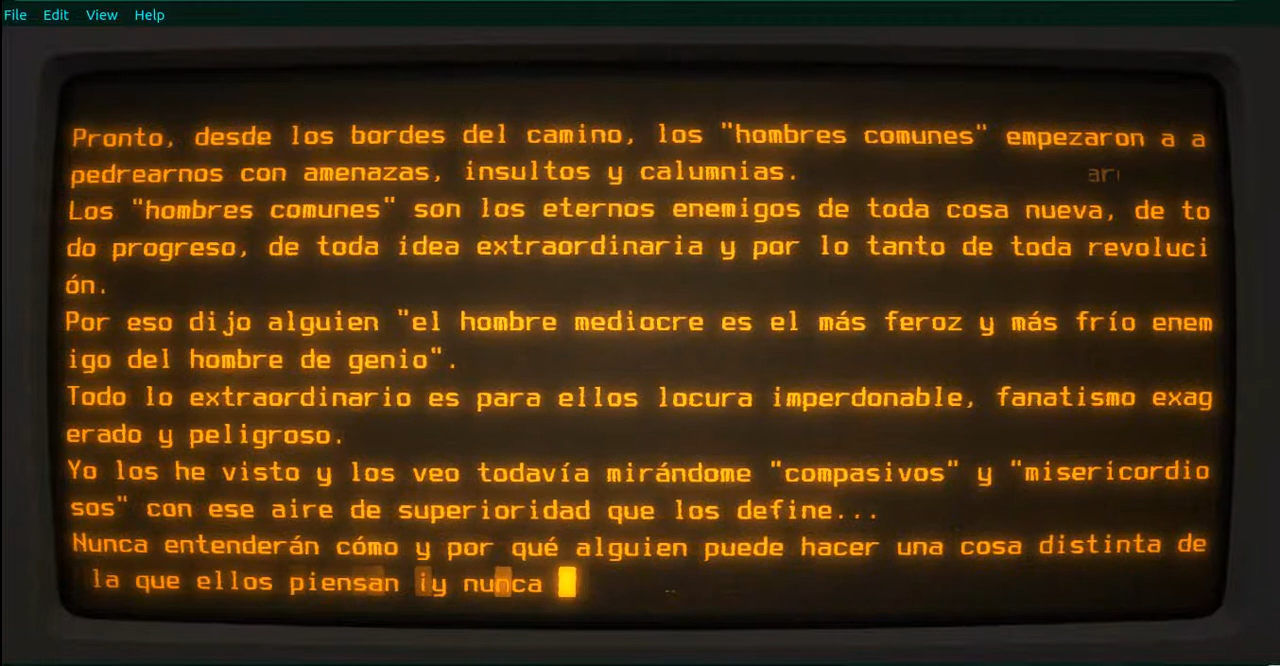 File Edit View Help
Pronto, desde los bordes del camino, los "hombres comunes" empezaron a a
pedrearnos con amenazas, insultos y calumnias.
Los "hombres comunes" son los eternos enemigos de toda cosa nueva, de to
do progreso, de toda idea extraordinaria y por lo tanto de toda revoluci
ón.
Por eso dijo alguien "el hombre mediocre es el más feroz y más frío enem
igo del hombre de genio".
Todo lo extraordinario es para ellos locura imperdonable, fanatismo exag
erado y peligroso.
Yo los he visto y los veo todavía mirándome "compasivos" y "misericordio
sos" con ese aire de superioridad que los define...
Nunca entenderán cómo y por qué alguien puede hacer una cosa distinta de
la que ellos piensan ¡y nunca